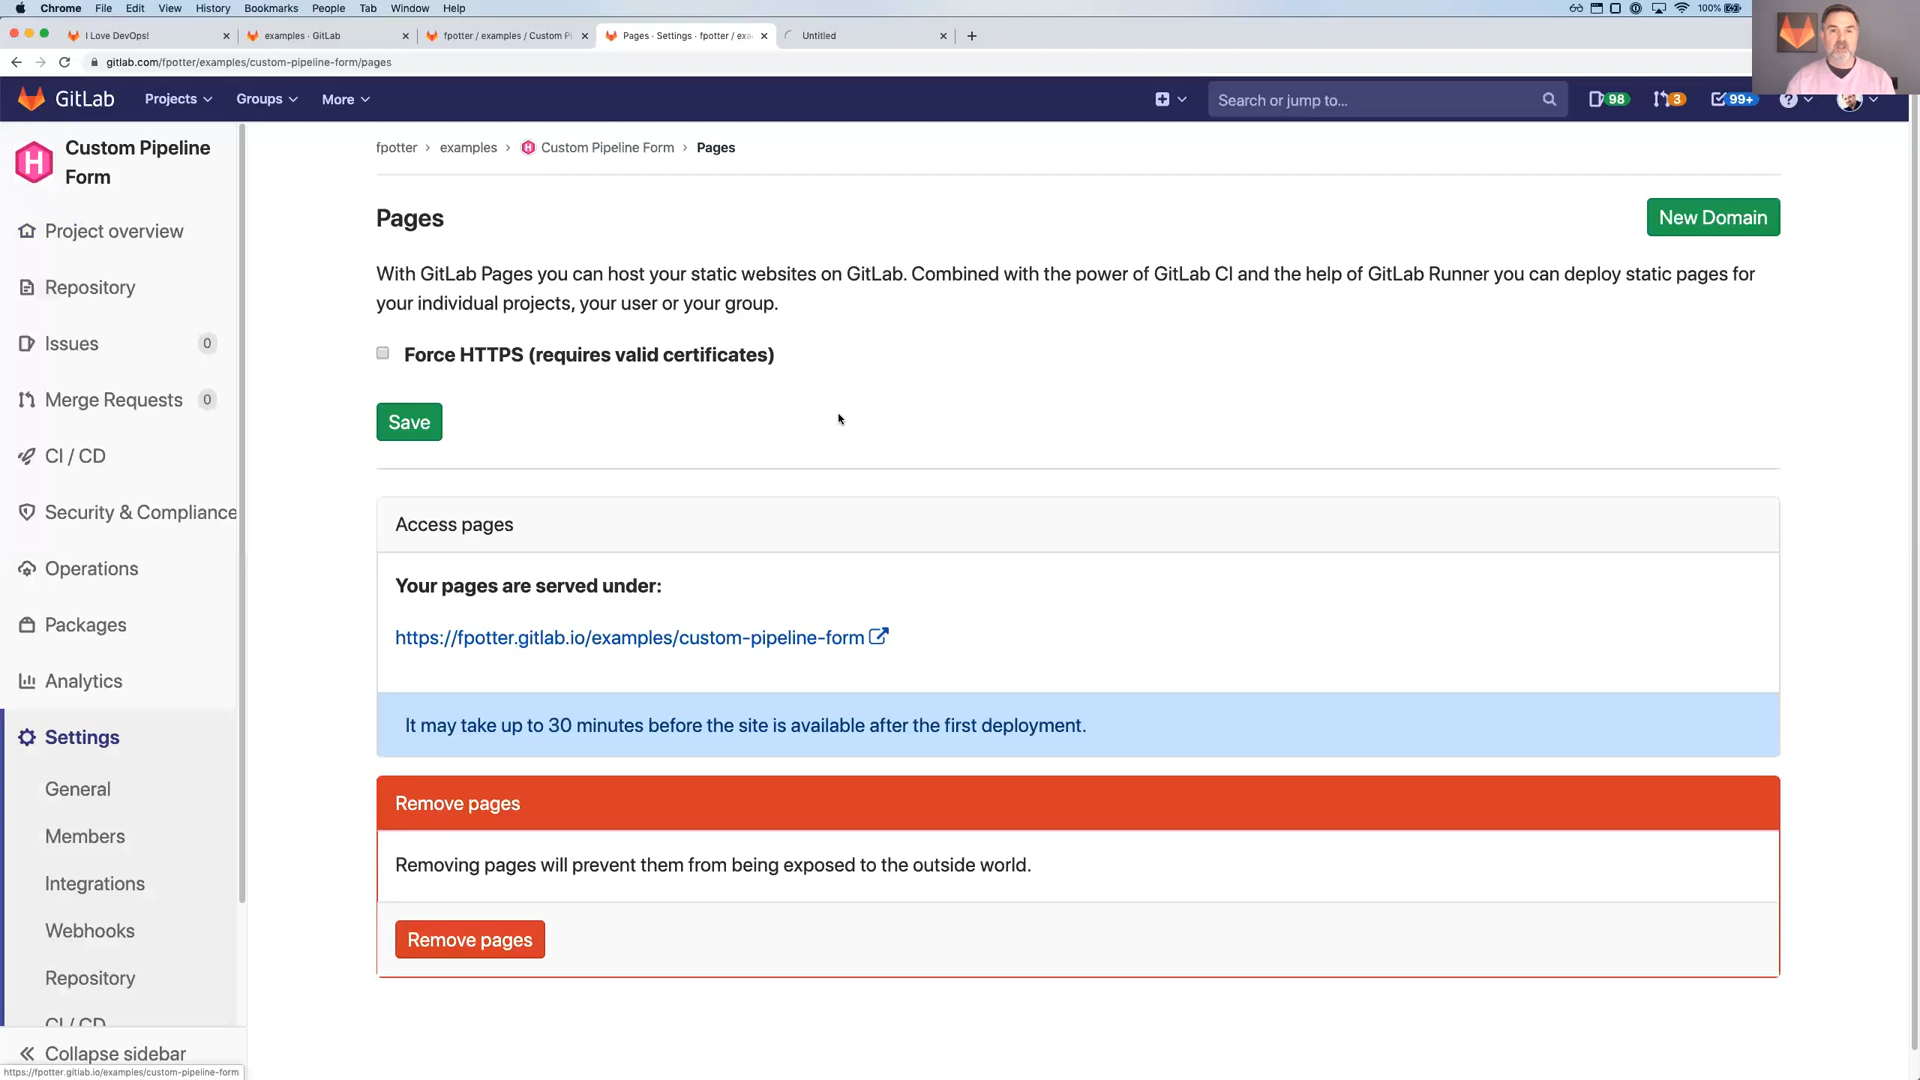 Chrome File Edit View History Bookmarks People Tab Window Help
100%
I Love DevOps!
examples · GitLab
fpotter / examples / Custom Pi
Pages · Settings · fpotter / exa
Untitled
gitlab.com/fpotter/examples/custom-pipeline-form/pages
GitLab Projects Groups More
Search or jump to...
98
3
99+
Custom Pipeline
Form
Project overview
Repository
Issues 0
Merge Requests 0
CI / CD
Security & Compliance
Operations
Packages
Analytics
Settings
General
Members
Integrations
Webhooks
Repository
CI / CD
Collapse sidebar
https://fpotter.gitlab.io/examples/custom-pipeline-form
fpotter › examples › Custom Pipeline Form › Pages
Pages
New Domain
With GitLab Pages you can host your static websites on GitLab. Combined with the power of GitLab CI and the help of GitLab Runner you can deploy static pages for
your individual projects, your user or your group.
Force HTTPS (requires valid certificates)
Save
Access pages
Your pages are served under:
https://fpotter.gitlab.io/examples/custom-pipeline-form
It may take up to 30 minutes before the site is available after the first deployment.
Remove pages
Removing pages will prevent them from being exposed to the outside world.
Remove pages